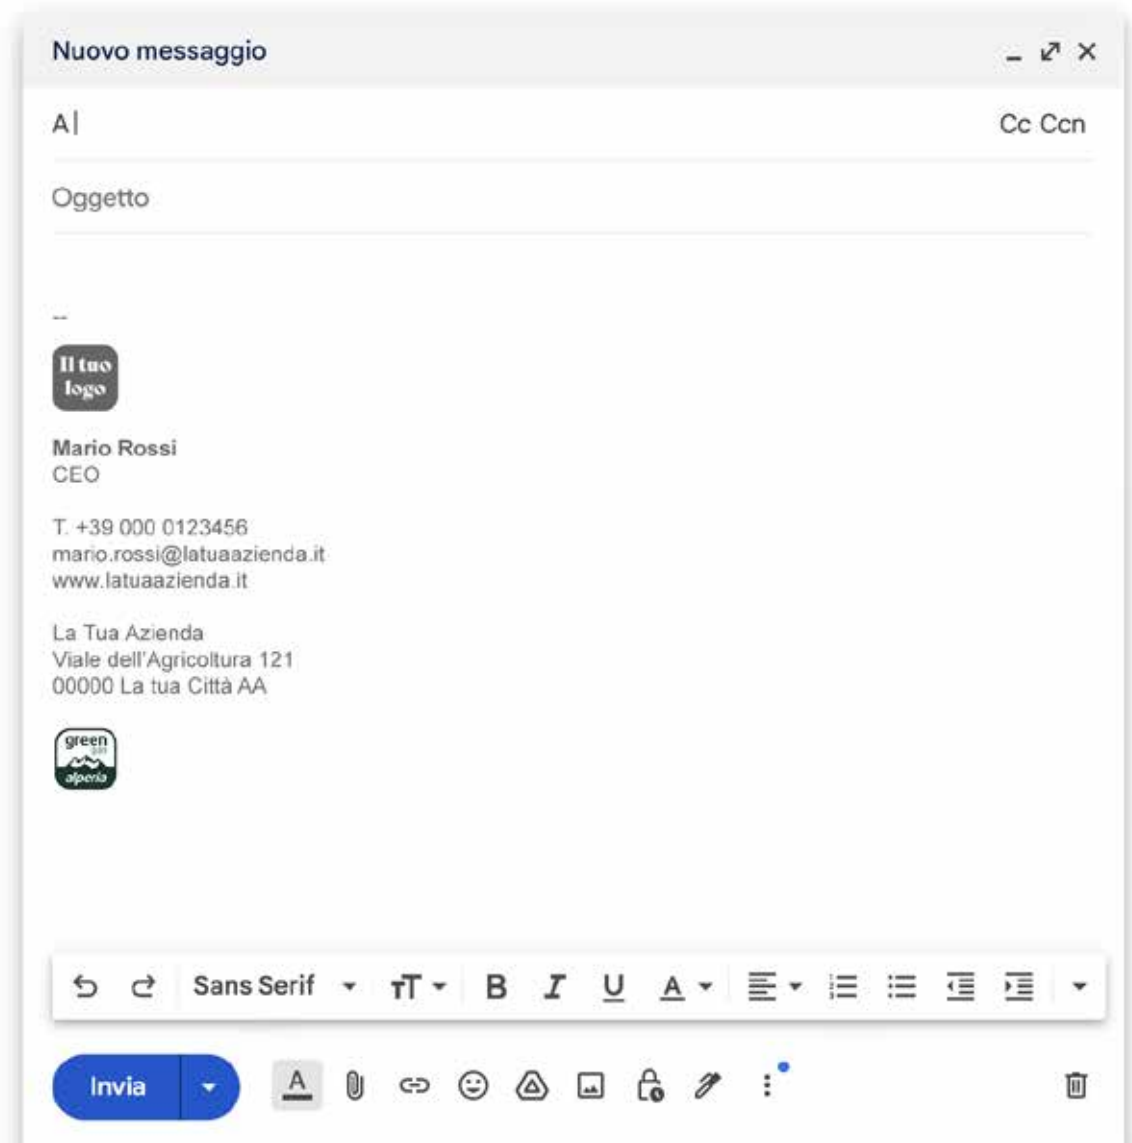 Nuovo messaggio
A
Cc Ccn
Oggetto
--
Il tuo
logo
Mario Rossi
CEO
T. +39 000 0123456
mario.rossi@latuaazienda.it
www.latuaazienda.it
La Tua Azienda
Viale dell'Agricoltura 121
00000 La tua Città AA
green
alperia
Sans Serif
B I U A
Invia
A